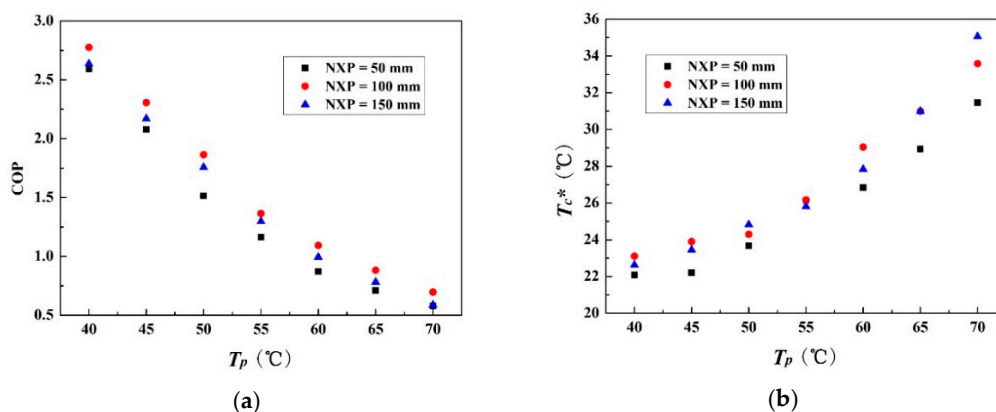 3.0
2.5
2.0
1.5
1.0
0.5
COP
NXP = 50 mm
NXP = 100 mm
NXP = 150 mm
40 45 50 55 60 65 70
Tp (℃)
(a)
36
34
32
30
28
26
24
22
20
Tc* (℃)
NXP = 50 mm
NXP = 100 mm
NXP = 150 mm
40 45 50 55 60 65 70
Tp (℃)
(b)